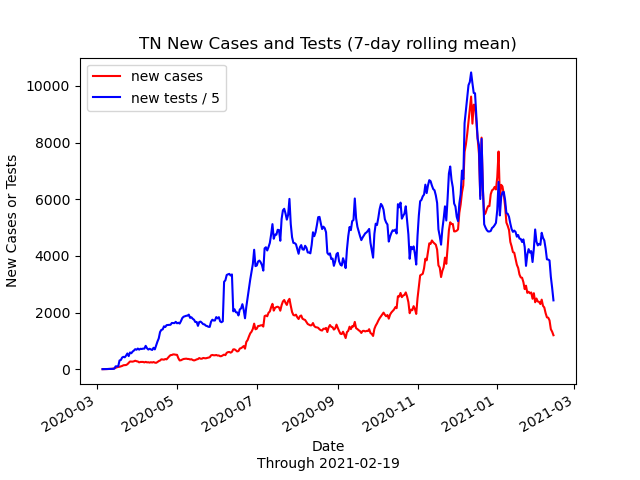 TN New Cases and Tests (7-day rolling mean)
new cases
new tests / 5
New Cases or Tests
10000
8000
6000
4000
2000
0
2020-03
2020-05
2020-07
2020-09
2020-11
2021-01
2021-03
Date
Through 2021-02-19